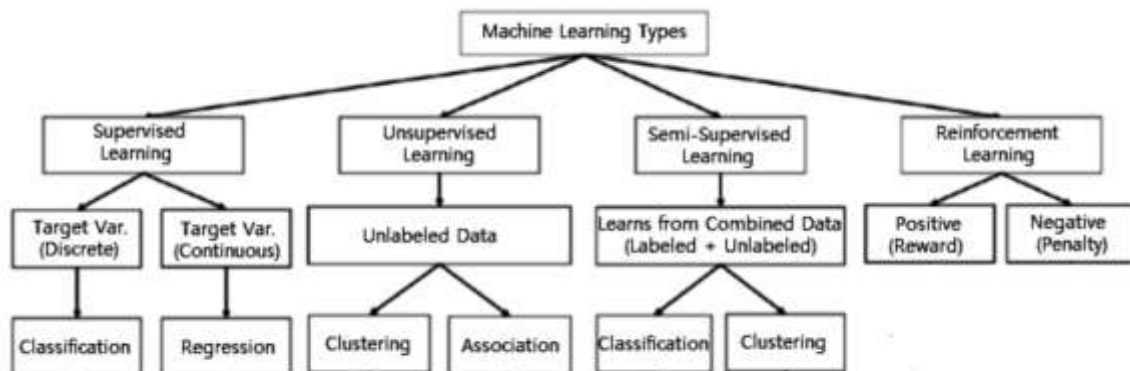 Machine Learning Types
Supervised
Learning
Unsupervised
Learning
Semi-Supervised
Learning
Reinforcement
Learning
Target Var.
(Discrete)
Target Var.
(Continuous)
Unlabeled Data
Learns from Combined Data
(Labeled + Unlabeled)
Positive
(Reward)
Negative
(Penalty)
Classification
Regression
Clustering
Association
Classification
Clustering